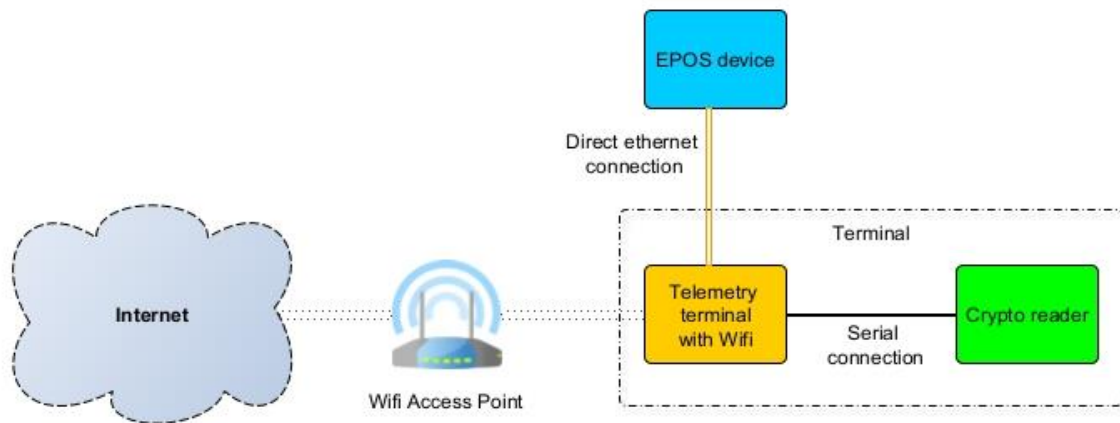 EPOS device
Direct ethernet
connection
Terminal
Internet
Telemetry
terminal
with Wifi
Serial
connection
Crypto reader
Wifi Access Point